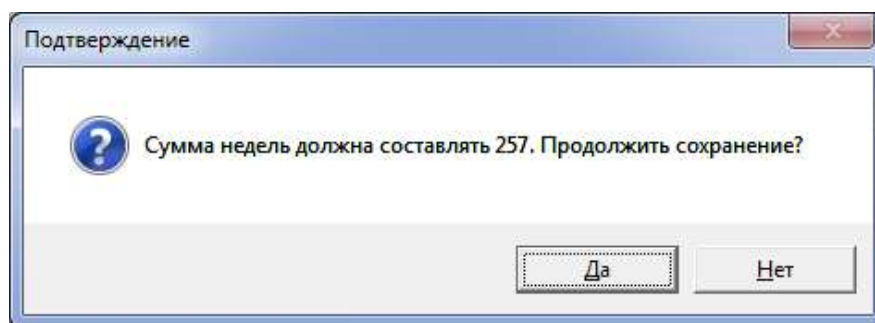 Подтверждение
Сумма недель должна составлять 257. Продолжить сохранение?
Да
Нет